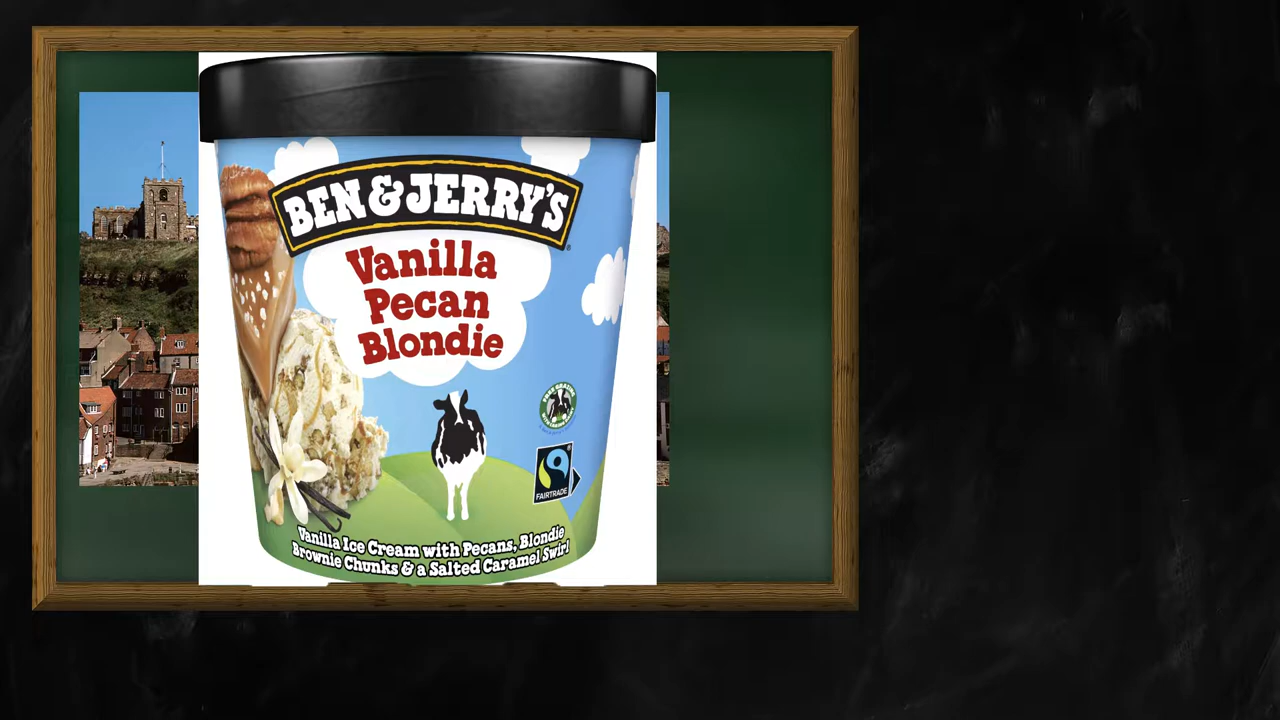 BEN & JERRY'S
Vanilla
Pecan
Blondie
FAIRTRADE
Vanilla Ice Cream with Pecans, Blondie
Brownie Chunks & a Salted Caramel Swirl